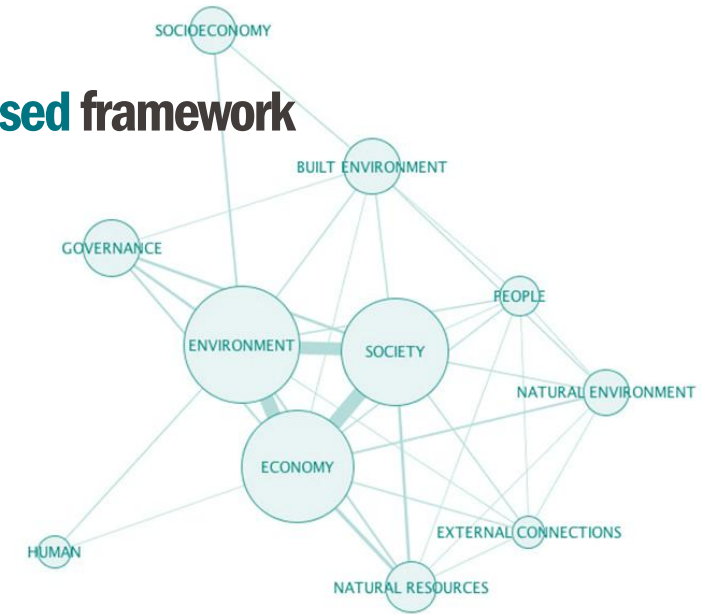 SOCIOECONOMY
sed framework
BUILT ENVIRONMENT
GOVERNANCE
PEOPLE
ENVIRONMENT
SOCIETY
NATURAL ENVIRONMENT
ECONOMY
EXTERNAL CONNECTIONS
HUMAN
NATURAL RESOURCES